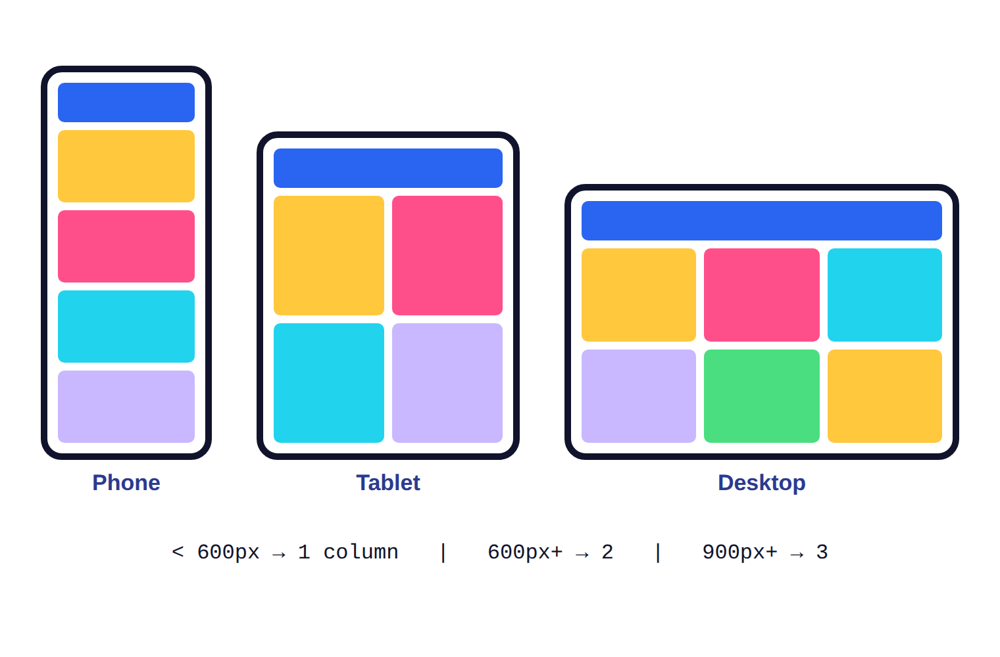 Phone
Tablet
Desktop
< 600px → 1 column | 600px+ → 2 | 900px+ → 3